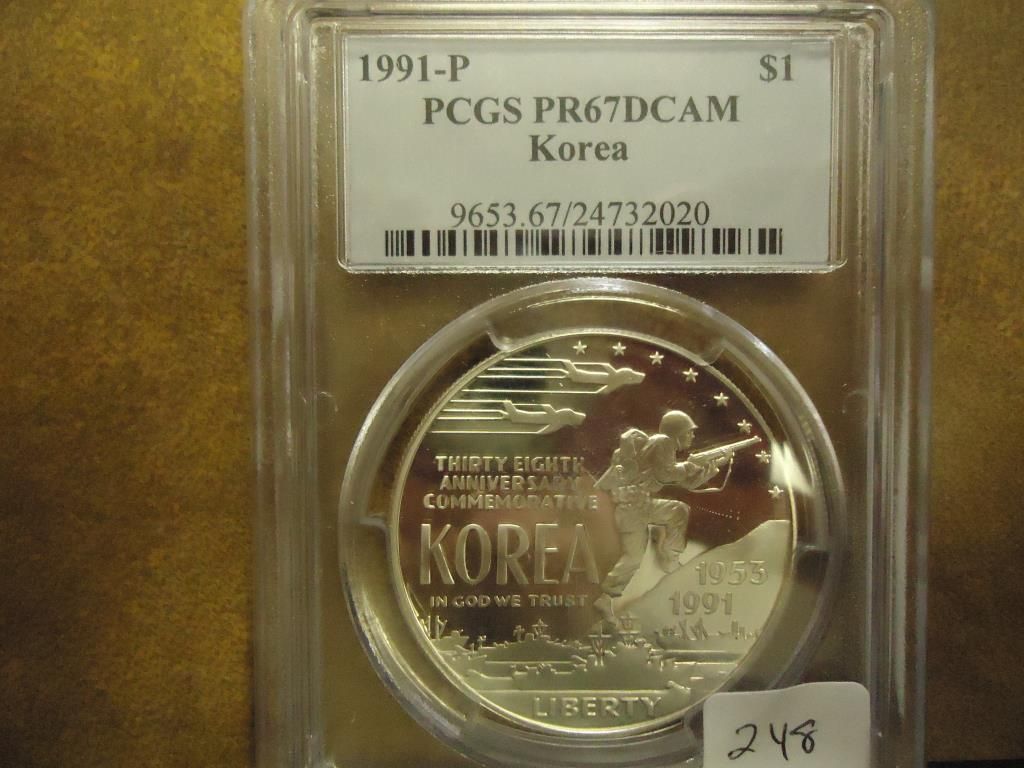 1991-P $1
PCGS PR67DCAM
Korea
9653.67/24732020
THIRTY EIGHTH
ANNIVERSARY
COMMEMORATIVE
KOREA
IN GOD WE TRUST
1953
1991
LIBERTY
248